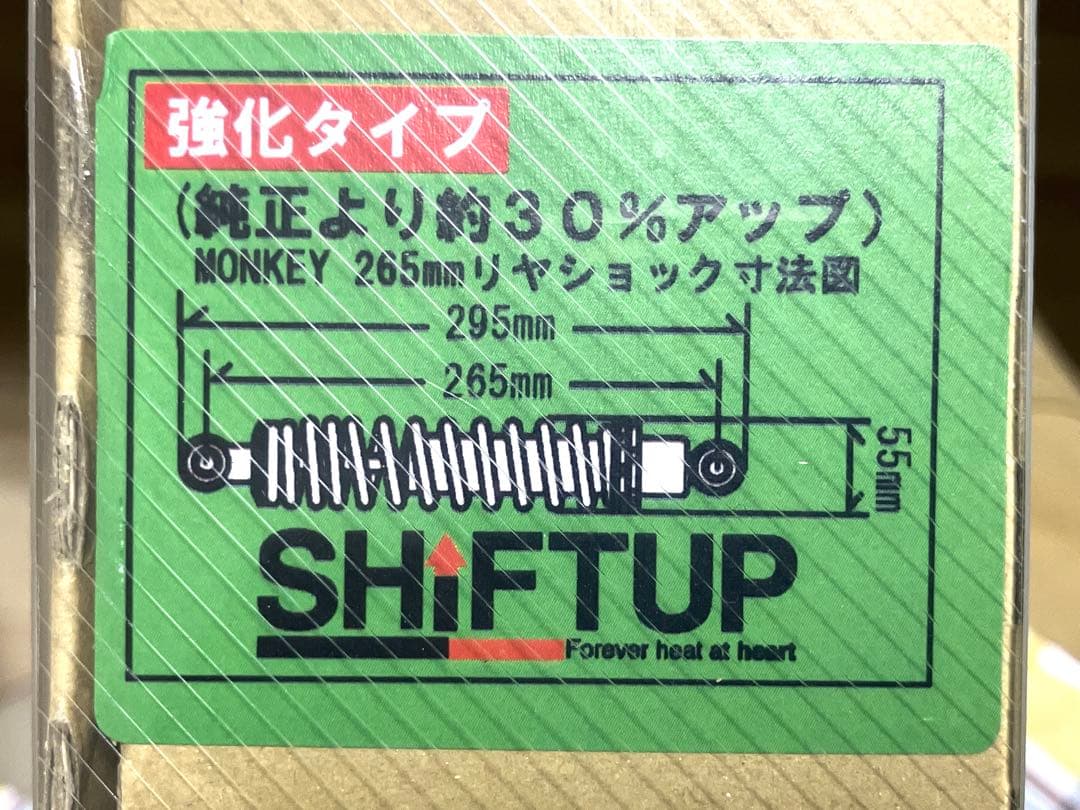 強化タイプ
(純正より約30%アップ)
MONKEY 265mmリヤショック寸法図
295mm
265mm
55mm
SHiFTUP
Forever heat at heart